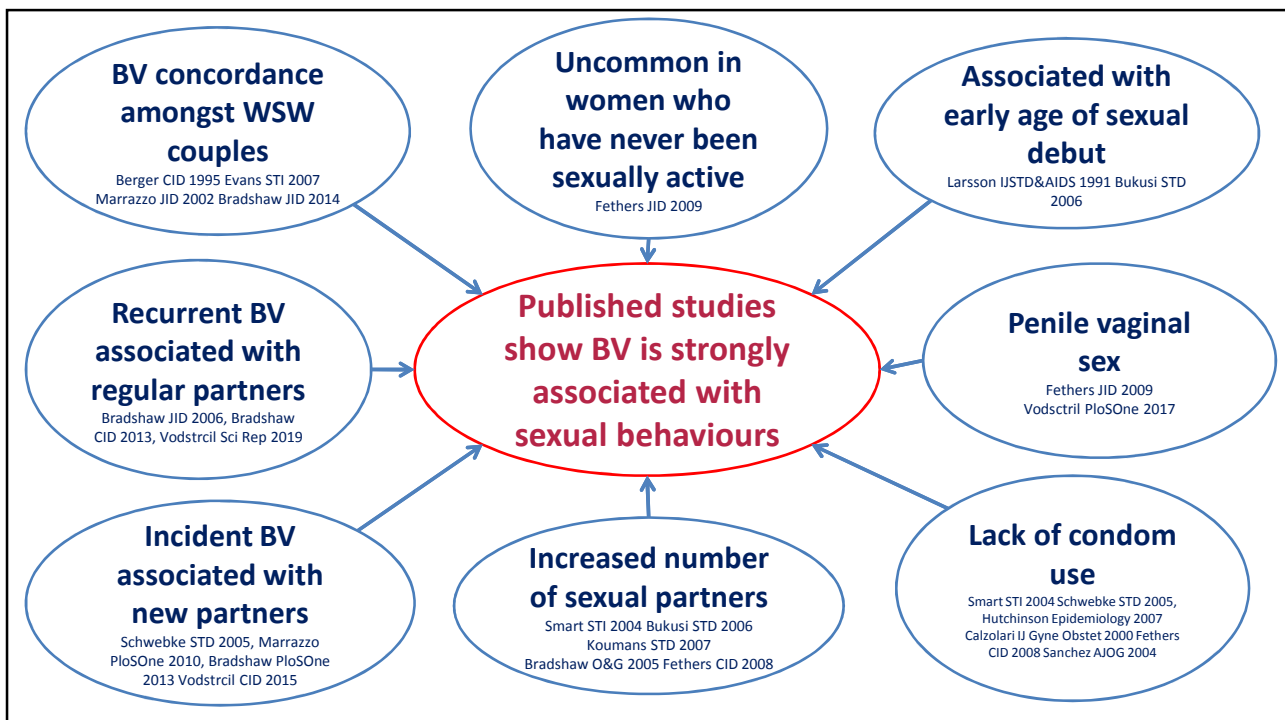 BV concordance
amongst WSW
couples
Berger CID 1995 Evans STI 2007
Marrazzo JID 2002 Bradshaw JID 2014
Uncommon in
women who
have never been
sexually active
Fethers JID 2009
Associated with
early age of sexual
debut
Larsson IJSTD&AIDS 1991 Bukusi STD
2006
Recurrent BV
associated with
regular partners
Bradshaw JID 2006, Bradshaw
CID 2013, Vodstrcil Sci Rep 2019
Published studies
show BV is strongly
associated with
sexual behaviours
Penile vaginal
sex
Fethers JID 2009
Vodsctril PloSOne 2017
Incident BV
associated with
new partners
Schwebke STD 2005, Marrazzo
PloSOne 2010, Bradshaw PloSOne
2013 Vodstrcil CID 2015
Increased number
of sexual partners
Smart STI 2004 Bukusi STD 2006
Koumans STD 2007
Bradshaw O&G 2005 Fethers CID 2008
Lack of condom
use
Smart STI 2004 Schwebke STD 2005,
Hutchinson Epidemiology 2007
Calzolari IJ Gyne Obstet 2000 Fethers
CID 2008 Sanchez AJOG 2004